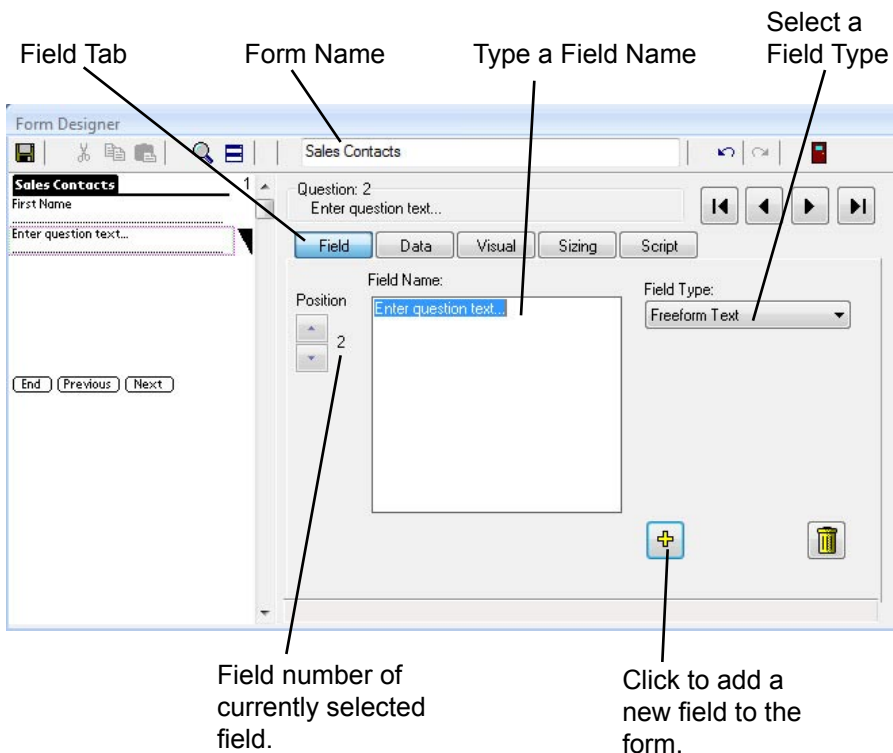 Select a
Field Tab Form Name Type a Field Name Field Type
Form Designer
Sales Contacts
Sales Contacts 1
First Name
Enter question text...
Question: 2
Enter question text...
Field Data Visual Sizing Script
Field Name:
Position
Enter question text...
2
Field Type:
Freeform Text
End Previous Next
Field number of
currently selected
field.
Click to add a
new field to the
form.